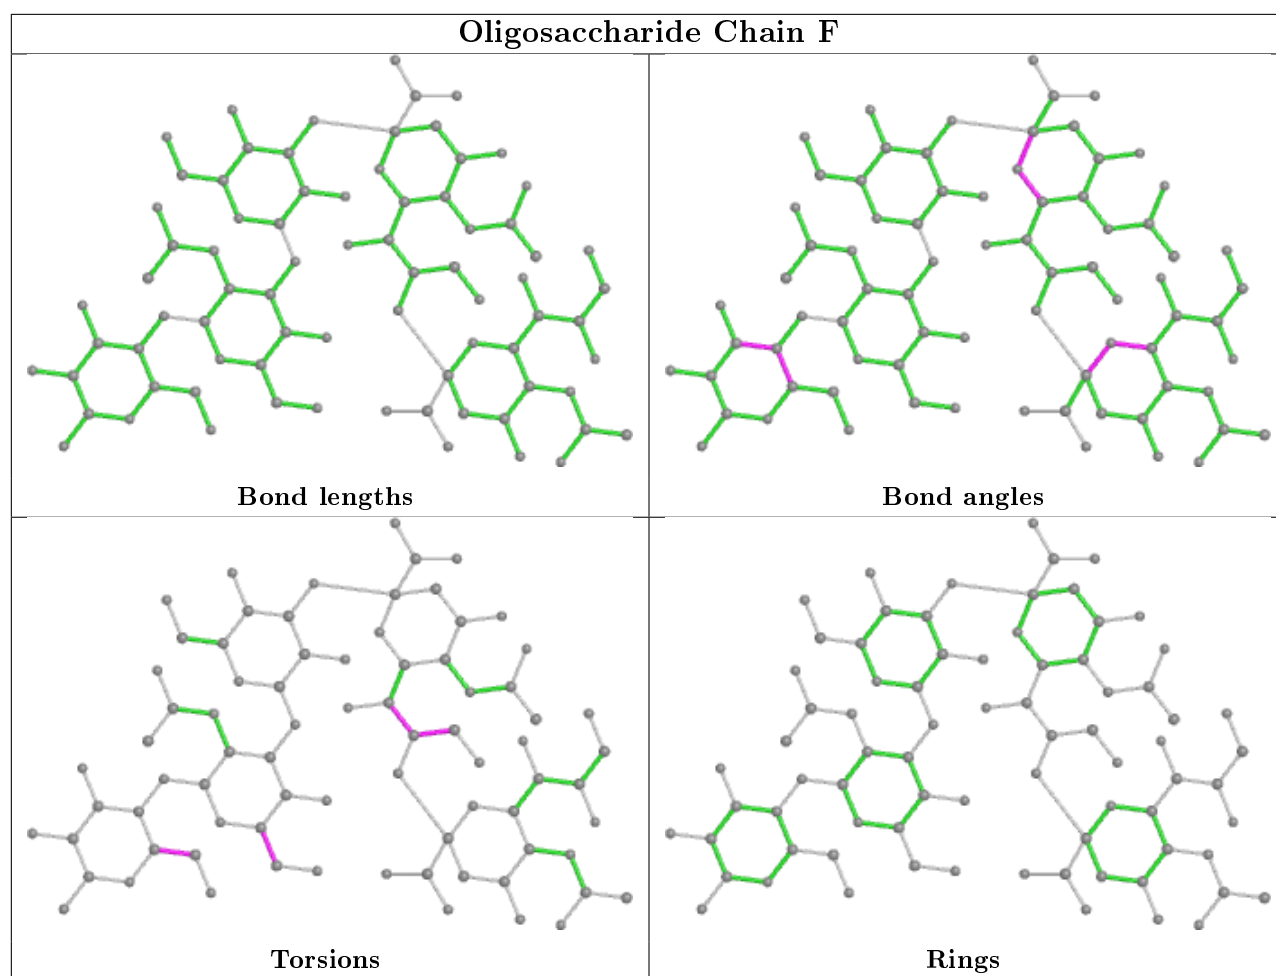 Oligosaccharide Chain F
Bond lengths
Bond angles
Torsions
Rings